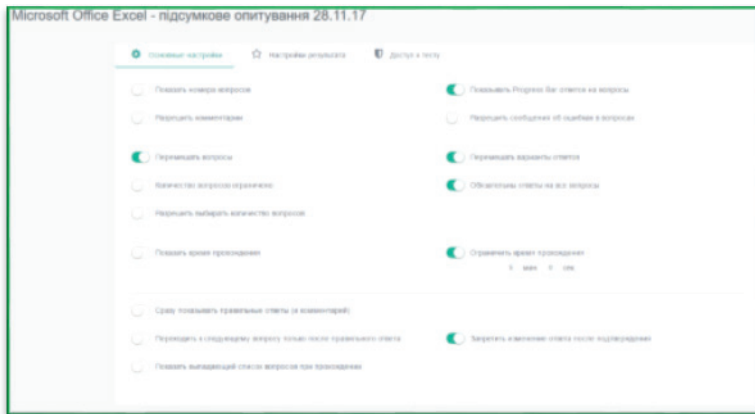 Microsoft Office Excel - підсумкове опитування 28.11.17
Основные настройки Настройки результата Доступ к тесту
Показать номера вопросов Показывать Progress Bar ответов на вопросы
Разрешить комментарии Разрешить сообщения об ошибках в вопросах
Перемешать вопросы Перемешать варианты ответов
Количество вопросов ограничено Обязательны ответы на все вопросы
Разрешить выбирать количество вопросов
Показать время прохождения Ограничить время прохождения
мин 0 сек
Сразу показывать правильные ответы (и комментарий)
Переходить к следующему вопросу только после правильного ответа Запретить изменение ответа после подтверждения
Показать выпадающий список вопросов при прохождении